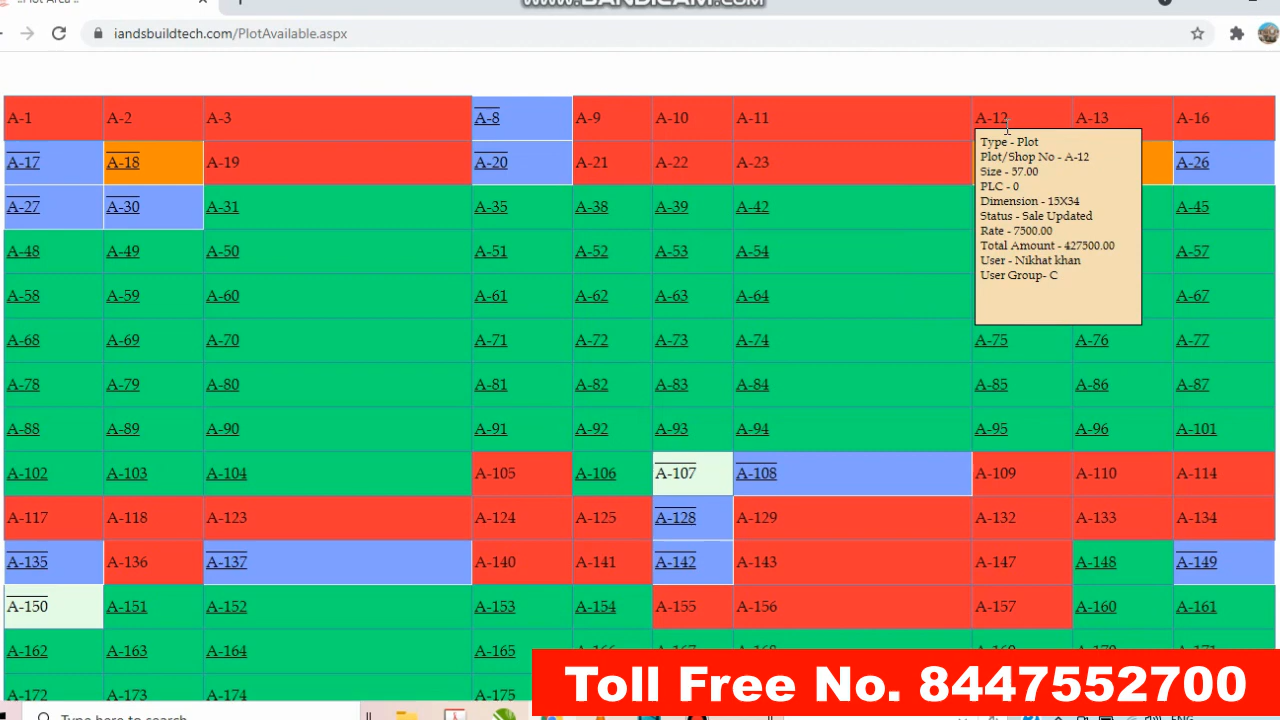 WWW.BANDICAM.COM
iandsbuildtech.com/PlotAvailable.aspx
A-1 A-2 A-3 A-8 A-9 A-10 A-11 A-12 A-13 A-16
A-17 A-18 A-19 A-20 A-21 A-22 A-23 A-26
A-27 A-30 A-31 A-35 A-38 A-39 A-42 A-45
A-48 A-49 A-50 A-51 A-52 A-53 A-54 A-57
A-58 A-59 A-60 A-61 A-62 A-63 A-64 A-67
Type - Plot
Plot/Shop No - A-12
Size - 57.00
PLC - 0
Dimension - 15X34
Status - Sale Updated
Rate - 7500.00
Total Amount - 427500.00
User - Nikhat khan
User Group- C
A-68 A-69 A-70 A-71 A-72 A-73 A-74 A-75 A-76 A-77
A-78 A-79 A-80 A-81 A-82 A-83 A-84 A-85 A-86 A-87
A-88 A-89 A-90 A-91 A-92 A-93 A-94 A-95 A-96 A-101
A-102 A-103 A-104 A-105 A-106 A-107 A-108 A-109 A-110 A-114
A-117 A-118 A-123 A-124 A-125 A-128 A-129 A-132 A-133 A-134
A-135 A-136 A-137 A-140 A-141 A-142 A-143 A-147 A-148 A-149
A-150 A-151 A-152 A-153 A-154 A-155 A-156 A-157 A-160 A-161
A-162 A-163 A-164 A-165
A-172 A-173 A-174 A-175
Toll Free No. 8447552700
Type here to search